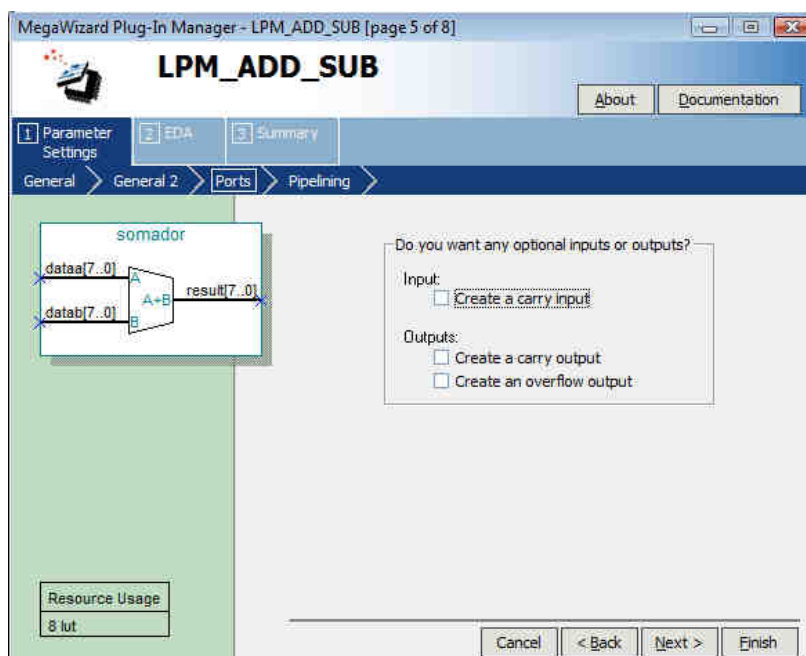 MegaWizard Plug-In Manager - LPM_ADD_SUB [page 5 of 8]
LPM_ADD_SUB
About
Documentation
1 Parameter Settings
2 EDA
3 Summary
General
General 2
Ports
Pipelining
somador
dataa[7..0]
A
A+B
result[7..0]
datab[7..0]
B
Do you want any optional inputs or outputs?
Input:
Create a carry input
Outputs:
Create a carry output
Create an overflow output
Resource Usage
8 lut
Cancel
< Back
Next >
Finish